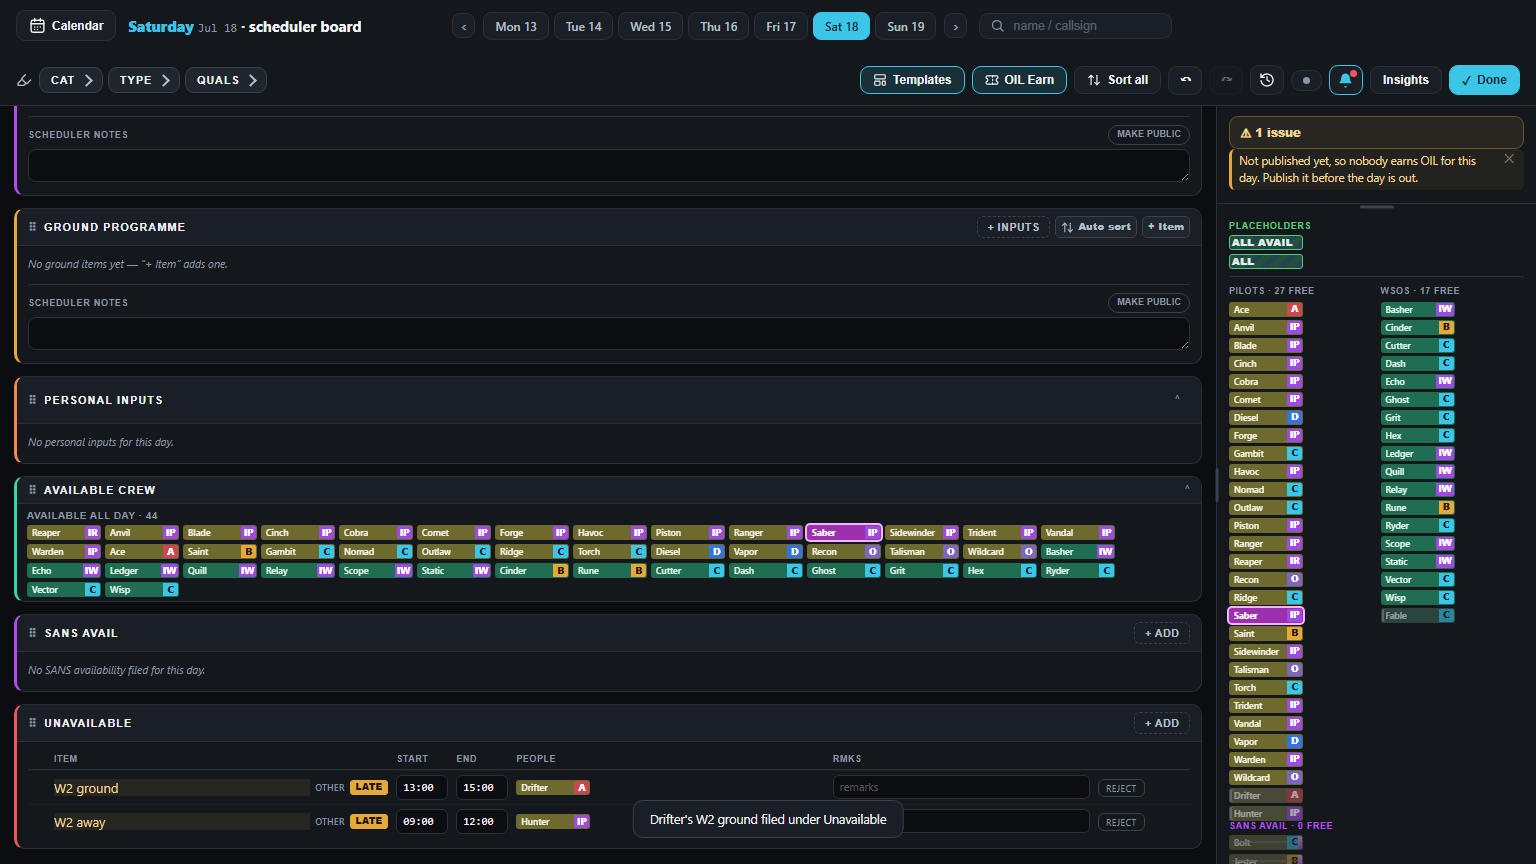 Calendar
Saturday Jul 18 · scheduler board
‹ Mon 13 Tue 14 Wed 15 Thu 16 Fri 17 Sat 18 Sun 19 ›
name / callsign
CAT TYPE QUALS
Templates OIL Earn Sort all Insights ✓ Done
SCHEDULER NOTES MAKE PUBLIC
GROUND PROGRAMME + INPUTS Auto sort + Item
No ground items yet — "+ Item" adds one.
SCHEDULER NOTES MAKE PUBLIC
PERSONAL INPUTS ^
No personal inputs for this day.
AVAILABLE CREW ^
AVAILABLE ALL DAY · 44
Reaper IR Anvil IP Blade IP Cinch IP Cobra IP Comet IP Forge IP Havoc IP Piston IP Ranger IP Saber IP Sidewinder IP Trident IP Vandal IP
Warden IP Ace A Saint B Gambit C Nomad C Outlaw C Ridge C Torch C Diesel D Vapor D Recon O Talisman O Wildcard O Basher IW
Echo IW Ledger IW Quill IW Relay IW Scope IW Static IW Cinder B Rune B Cutter C Dash C Ghost C Grit C Hex C Ryder C
Vector C Wisp C
SANS AVAIL + ADD
No SANS availability filed for this day.
UNAVAILABLE + ADD
ITEM START END PEOPLE RMKS
W2 ground OTHER LATE 13:00 15:00 Drifter A remarks REJECT
W2 away OTHER LATE 09:00 12:00 Hunter IP REJECT
Drifter's W2 ground filed under Unavailable
⚠ 1 issue
Not published yet, so nobody earns OIL for this
day. Publish it before the day is out.
PLACEHOLDERS
ALL AVAIL
ALL
PILOTS · 27 FREE
Ace A
Anvil IP
Blade IP
Cinch IP
Cobra IP
Comet IP
Diesel D
Forge IP
Gambit C
Havoc IP
Nomad C
Outlaw C
Piston IP
Ranger IP
Reaper IR
Recon O
Ridge C
Saber IP
Saint B
Sidewinder IP
Talisman O
Torch C
Trident IP
Vandal IP
Vapor D
Warden IP
Wildcard O
Drifter A
Hunter IP
WSOS · 17 FREE
Basher IW
Cinder B
Cutter C
Dash C
Echo IW
Ghost C
Grit C
Hex C
Ledger IW
Quill IW
Relay IW
Rune B
Ryder C
Scope IW
Static IW
Vector C
Wisp C
Fable C
SANS AVAIL · 0 FREE
Bolt C
Jester B